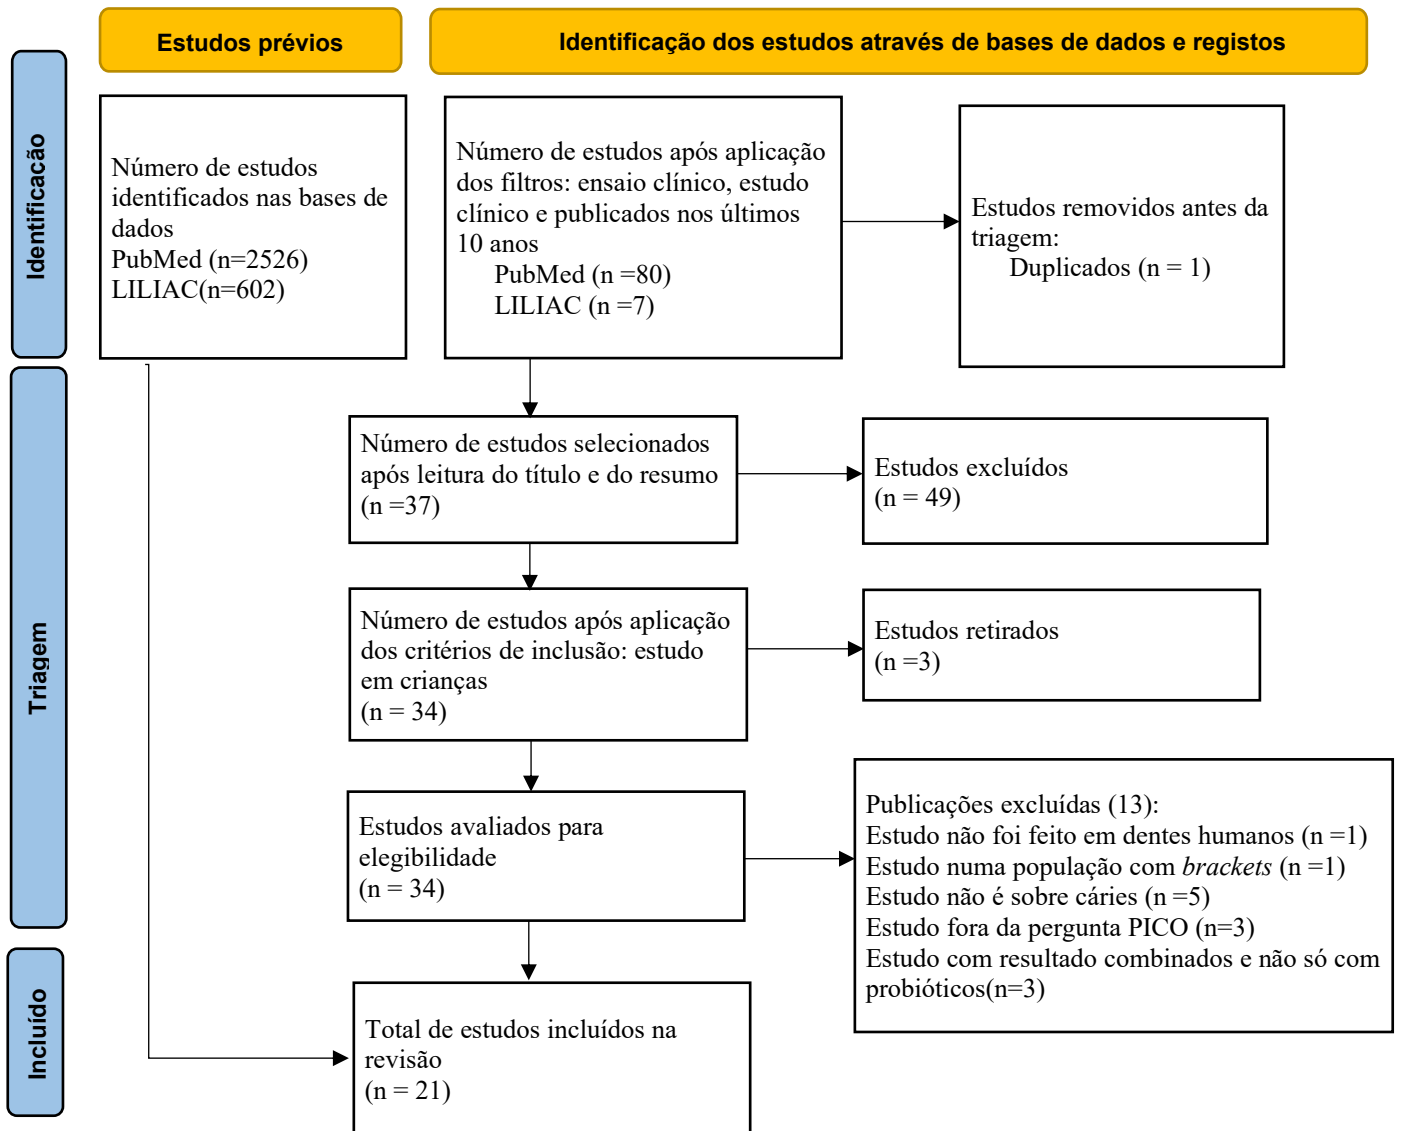 Estudos prévios
Identificação dos estudos através de bases de dados e registos
Identificacão
Número de estudos
identificados nas bases de
dados
PubMed (n=2526)
LILIAC(n=602)
Número de estudos após aplicação
dos filtros: ensaio clínico, estudo
clínico e publicados nos últimos
10 anos
PubMed (n =80)
LILIAC (n =7)
Estudos removidos antes da
triagem:
Duplicados (n = 1)
Triagem
Número de estudos selecionados
após leitura do título e do resumo
(n =37)
Estudos excluídos
(n = 49)
Número de estudos após aplicação
dos critérios de inclusão: estudo
em crianças
(n = 34)
Estudos retirados
(n =3)
Estudos avaliados para
elegibilidade
(n = 34)
Publicações excluídas (13):
Estudo não foi feito em dentes humanos (n =1)
Estudo numa população com brackets (n =1)
Estudo não é sobre cáries (n =5)
Estudo fora da pergunta PICO (n=3)
Estudo com resultado combinados e não só com
probióticos(n=3)
Incluído
Total de estudos incluídos na
revisão
(n = 21)